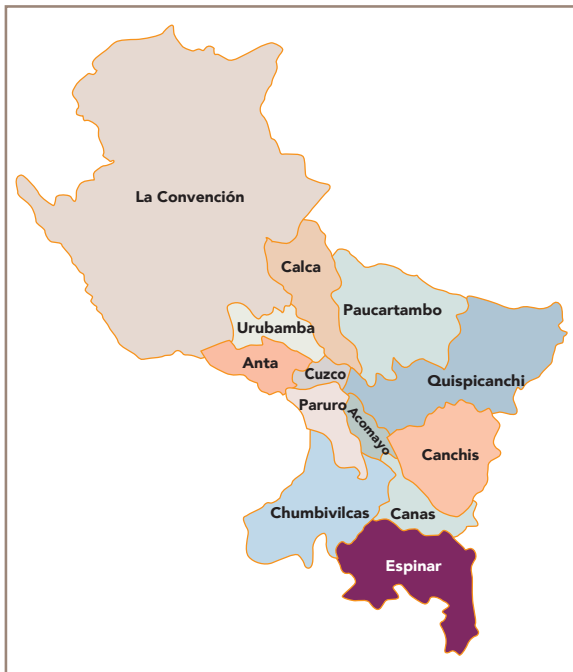 La Convención
Calca
Paucartambo
Urubamba
Anta
Cuzco
Quispicanchi
Paruro
Acomayo
Canchis
Chumbivilcas
Canas
Espinar